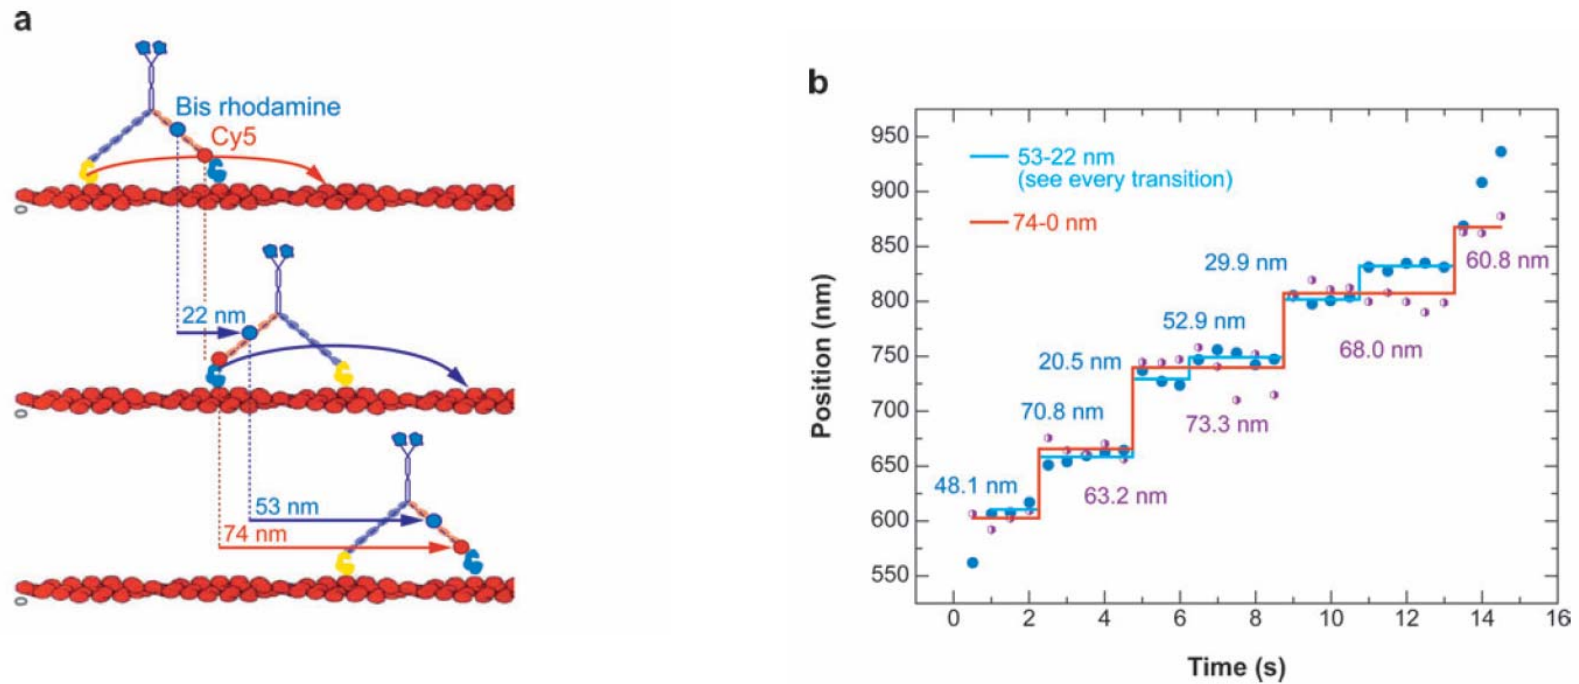 a
Bis rhodamine
Cy5
22 nm
53 nm
74 nm
b
53-22 nm
(see every transition)
74-0 nm
950
900
850
800
750
700
650
600
550
Position (nm)
29.9 nm
60.8 nm
52.9 nm
68.0 nm
20.5 nm
70.8 nm
73.3 nm
48.1 nm
63.2 nm
0 2 4 6 8 10 12 14 16
Time (s)